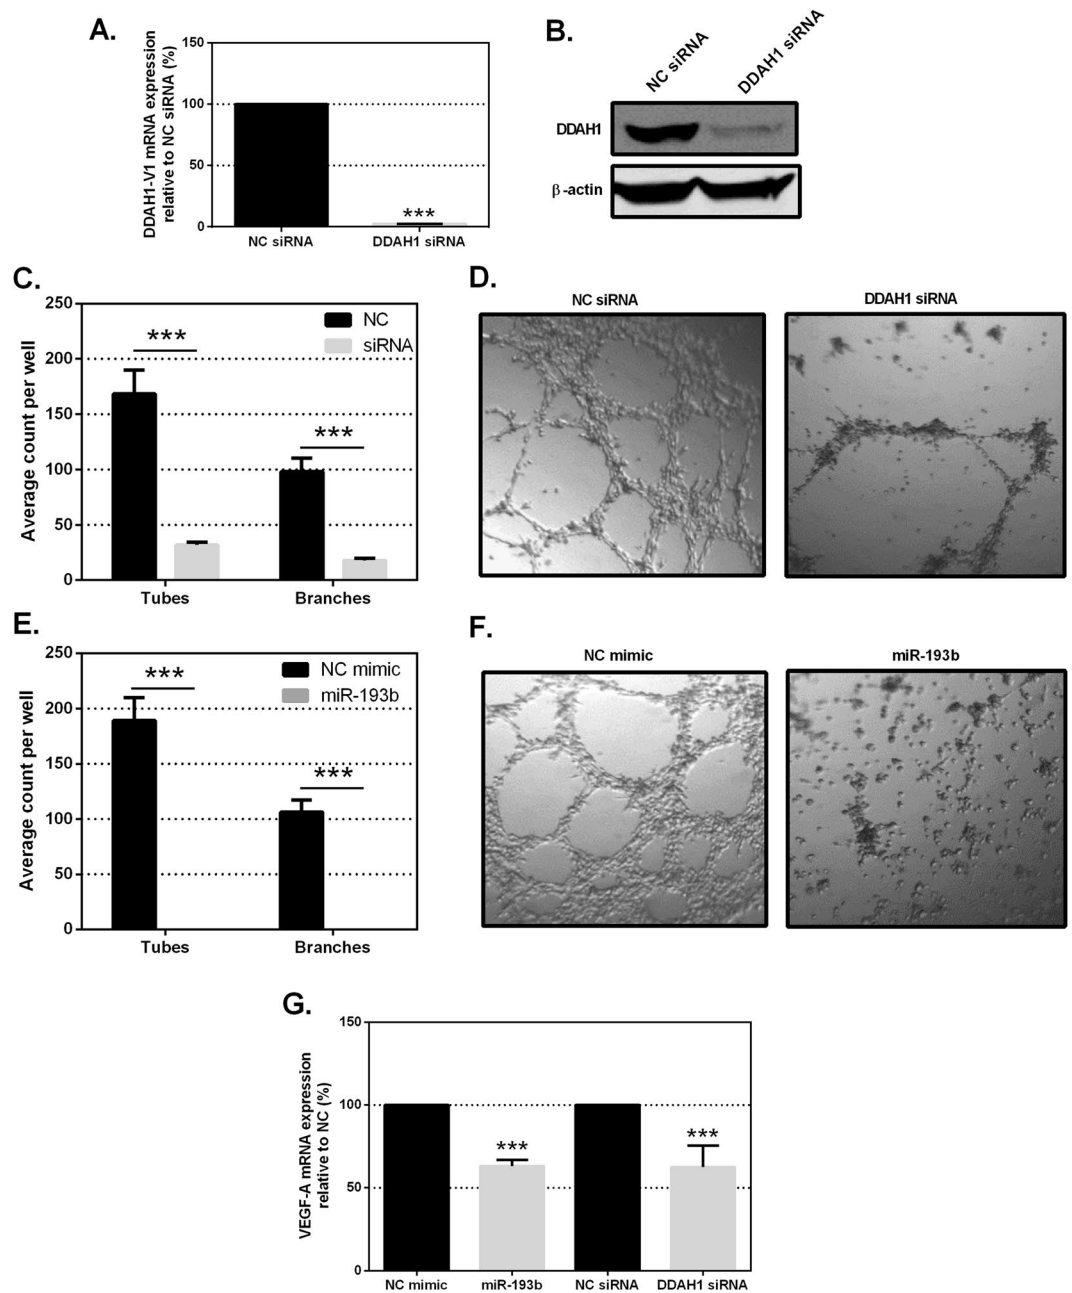 A.
DDAH1-V1 mRNA expression
relative to NC siRNA (%)
150
100
50
0
***
NC siRNA
DDAH1 siRNA
B.
NC siRNA
DDAH1 siRNA
DDAH1
β-actin
C.
Average count per well
250
200
150
100
50
0
***
***
NC
siRNA
Tubes
Branches
D.
NC siRNA
DDAH1 siRNA
E.
Average count per well
250
200
150
100
50
0
***
***
NC mimic
miR-193b
Tubes
Branches
F.
NC mimic
miR-193b
G.
VEGF-A mRNA expression
relative to NC (%)
150
100
50
0
***
***
NC mimic
miR-193b
NC siRNA
DDAH1 siRNA